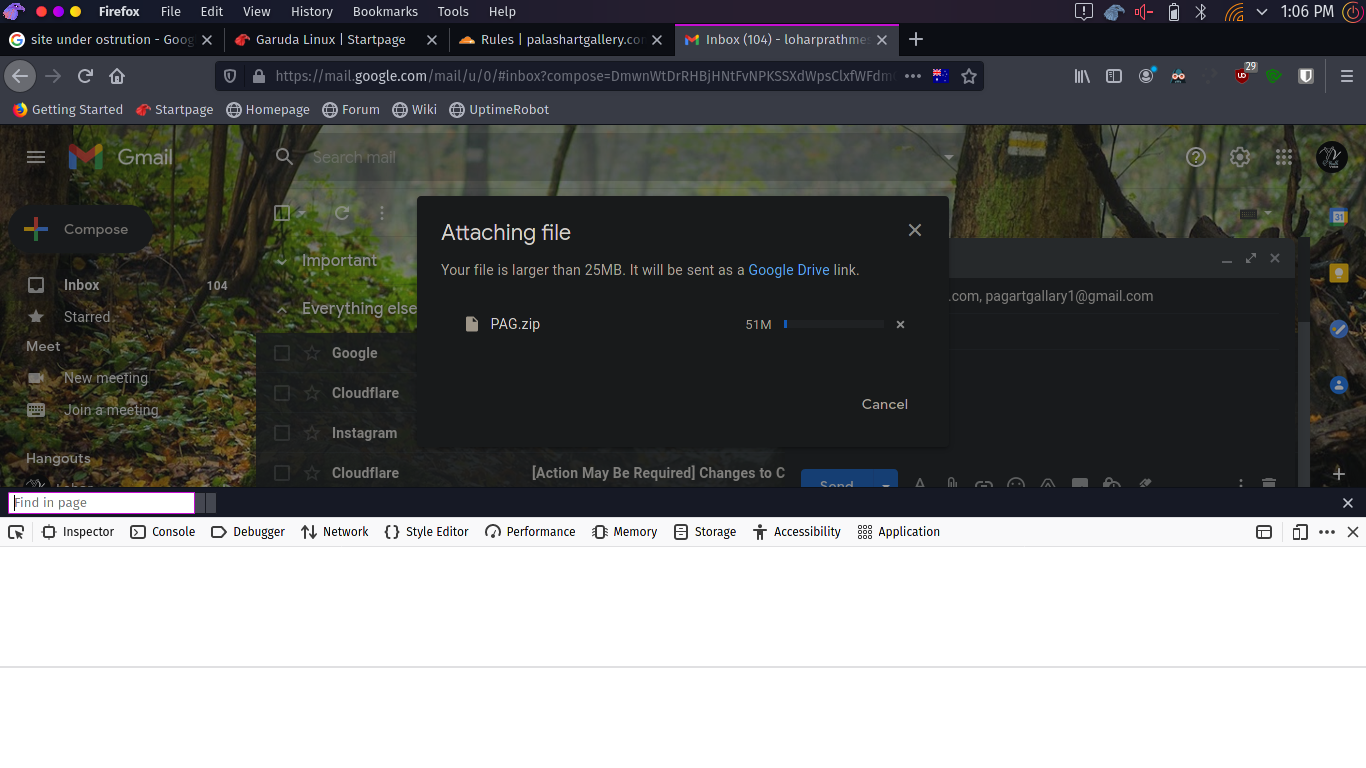 Firefox File Edit View History Bookmarks Tools Help 1:06 PM
site under ostrution - Goog Garuda Linux | Startpage Rules | palashartgallery.co Inbox (104) – loharprathme
https://mail.google.com/mail/u/0/#inbox?compose=DmwnWtDrRHBjHNtFvNPKSSXdWpsClxfWFdm 29
Getting Started Startpage Homepage Forum Wiki UptimeRobot
Gmail Search mail
Compose
Attaching file
Your file is larger than 25MB. It will be sent as a Google Drive link.
Important
Inbox 104
.com, pagartgallary1@gmail.com
Everything else
Starred
PAG.zip 51M
Meet
Google
New meeting
Cloudflare
Join a meeting
Cancel
Instagram
Hangouts
Cloudflare [Action May Be Required] Changes to C
Send
Find in page
Inspector Console Debugger Network Style Editor Performance Memory Storage Accessibility Application